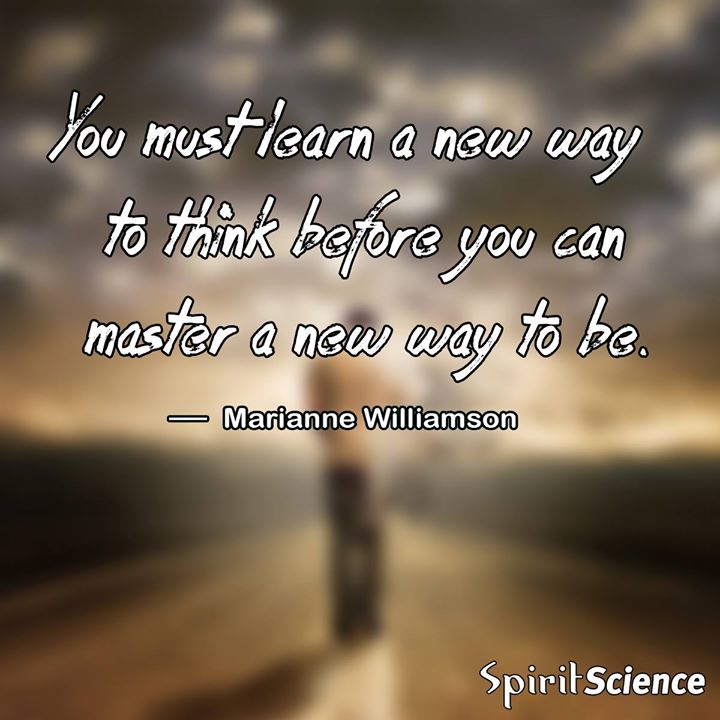 You must learn a new way
to think before you can
master a new way to be.
— Marianne Williamson
SpiritScience